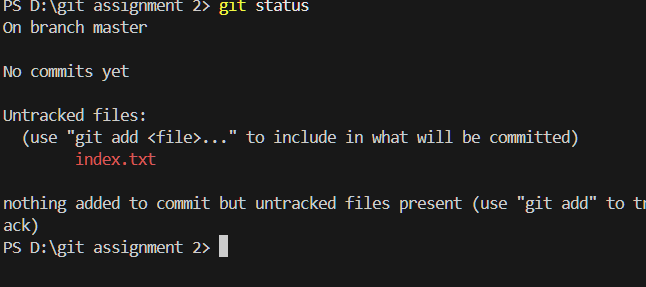 PS D:\git assignment 2> git status
On branch master
No commits yet
Untracked files:
(use "git add <file>..." to include in what will be committed)
index.txt
nothing added to commit but untracked files present (use "git add" to tr
ack)
PS D:\git assignment 2>